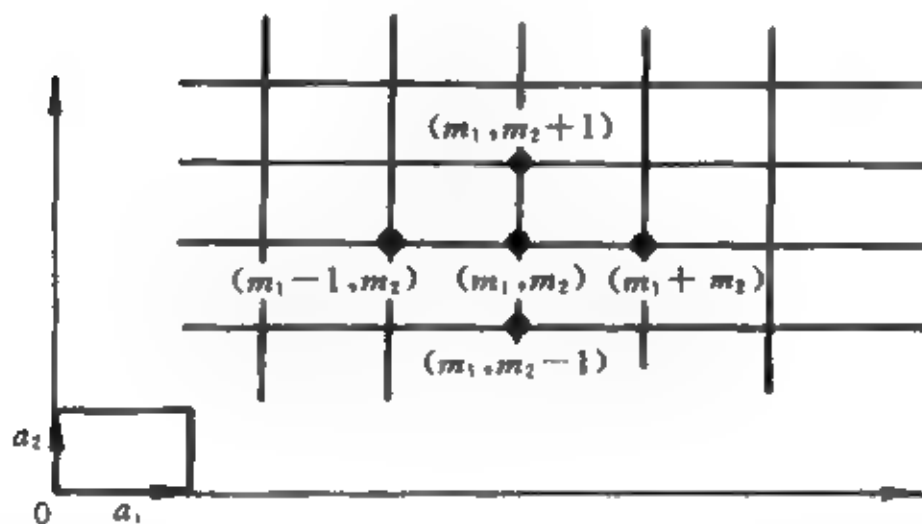 (m₁,m₂+1)
(m₁-1,m₂) (m₁,m₂) (m₁+ m₂)
(m₁,m₂-1)
a₂
0 a₁